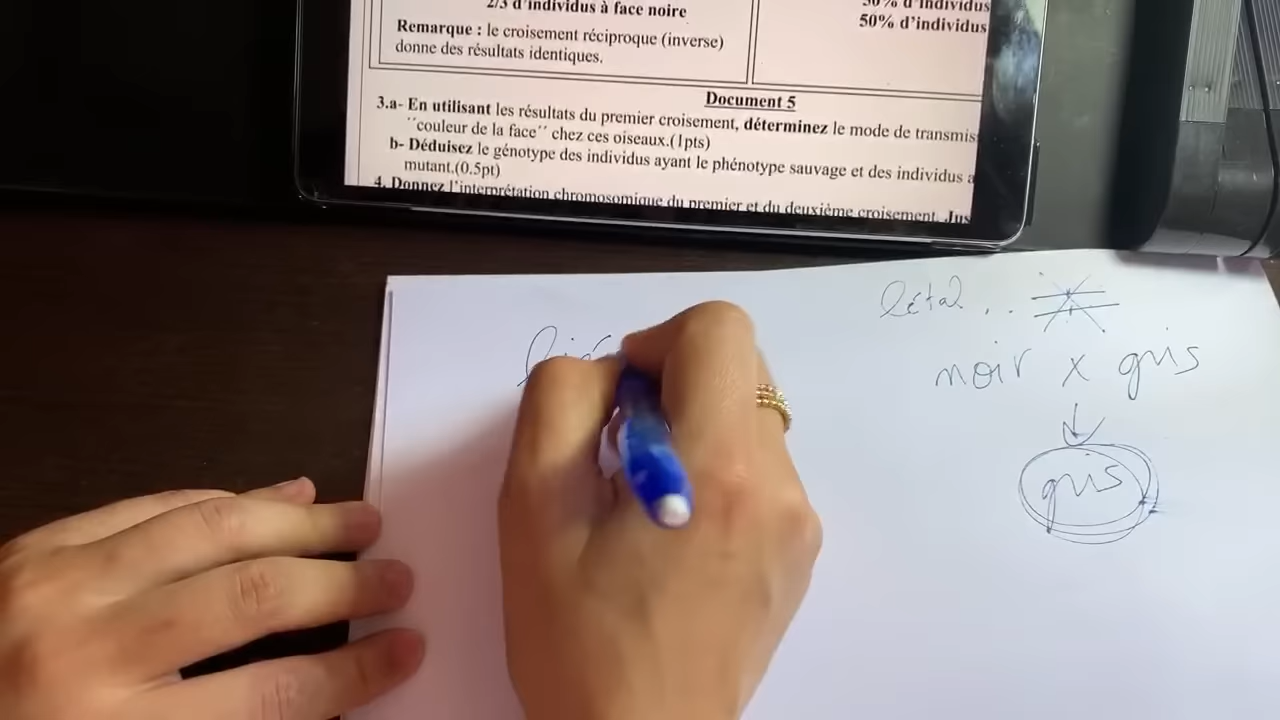 2/3 d'individus à face noire
50% d'individus
50% d'individus
Remarque : le croisement réciproque (inverse)
donne des résultats identiques.
Document 5
3.a- En utilisant les résultats du premier croisement, déterminez le mode de transmis
''couleur de la face'' chez ces oiseaux.(1pts)
b- Déduisez le génotype des individus ayant le phénotype sauvage et des individus a
mutant.(0.5pt)
4. Donnez l'interprétation chromosomique du premier et du deuxième croisement. Jus
létal ..
noir x gris
gris